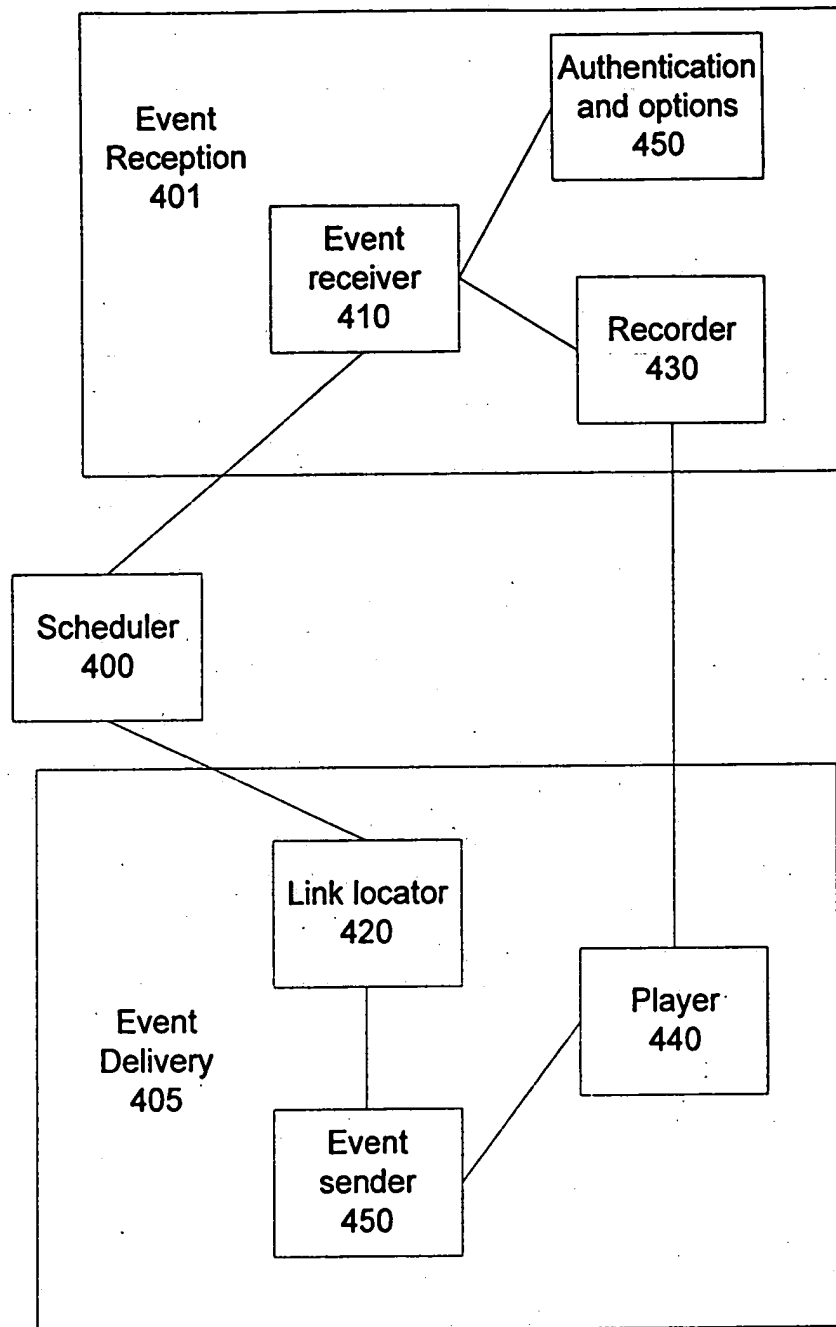 Authentication
and options
450
Event
Reception
401
Event
receiver
410
Recorder
430
Scheduler
400
Link locator
420
Player
440
Event
Delivery
405
Event
sender
450